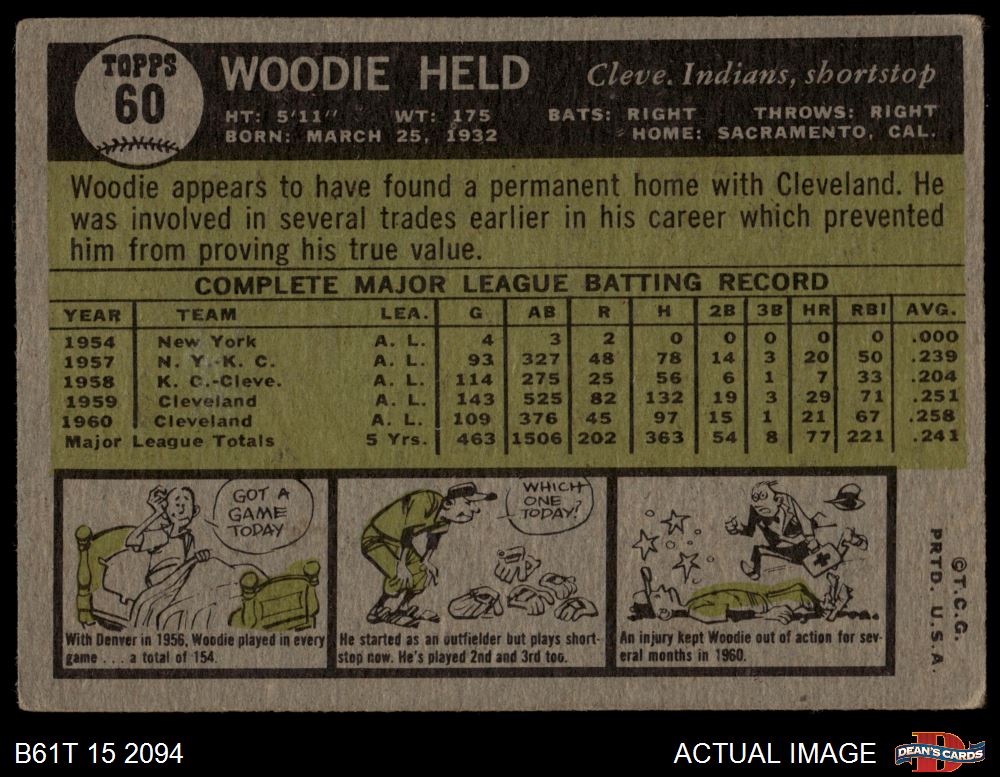 TOPPS
60
WOODIE HELD Cleve. Indians, shortstop
HT: 5'11" WT: 175 BATS: RIGHT THROWS: RIGHT
BORN: MARCH 25, 1932 HOME: SACRAMENTO, CAL.
Woodie appears to have found a permanent home with Cleveland. He
was involved in several trades earlier in his career which prevented
him from proving his true value.
COMPLETE MAJOR LEAGUE BATTING RECORD
YEAR TEAM LEA. G AB R H 2B 3B HR RBI AVG.
1954 New York A. L. 4 3 2 0 0 0 0 0 .000
1957 N. Y.-K. C. A. L. 93 327 48 78 14 3 20 50 .239
1958 K. C.-Cleve. A. L. 114 275 25 56 6 1 7 33 .204
1959 Cleveland A. L. 143 525 82 132 19 3 29 71 .251
1960 Cleveland A. L. 109 376 45 97 15 1 21 67 .258
Major League Totals 5 Yrs. 463 1506 202 363 54 8 77 221 .241
GOT A
GAME
TODAY
With Denver in 1956, Woodie played in every
game . . . a total of 154.
WHICH
ONE
TODAY?
He started as an outfielder but plays short-
stop now. He's played 2nd and 3rd too.
An injury kept Woodie out of action for sev-
eral months in 1960.
©T.C.G.
PRTD. U.S.A.
B61T 15 2094
ACTUAL IMAGE
D
DEAN'S CARDS